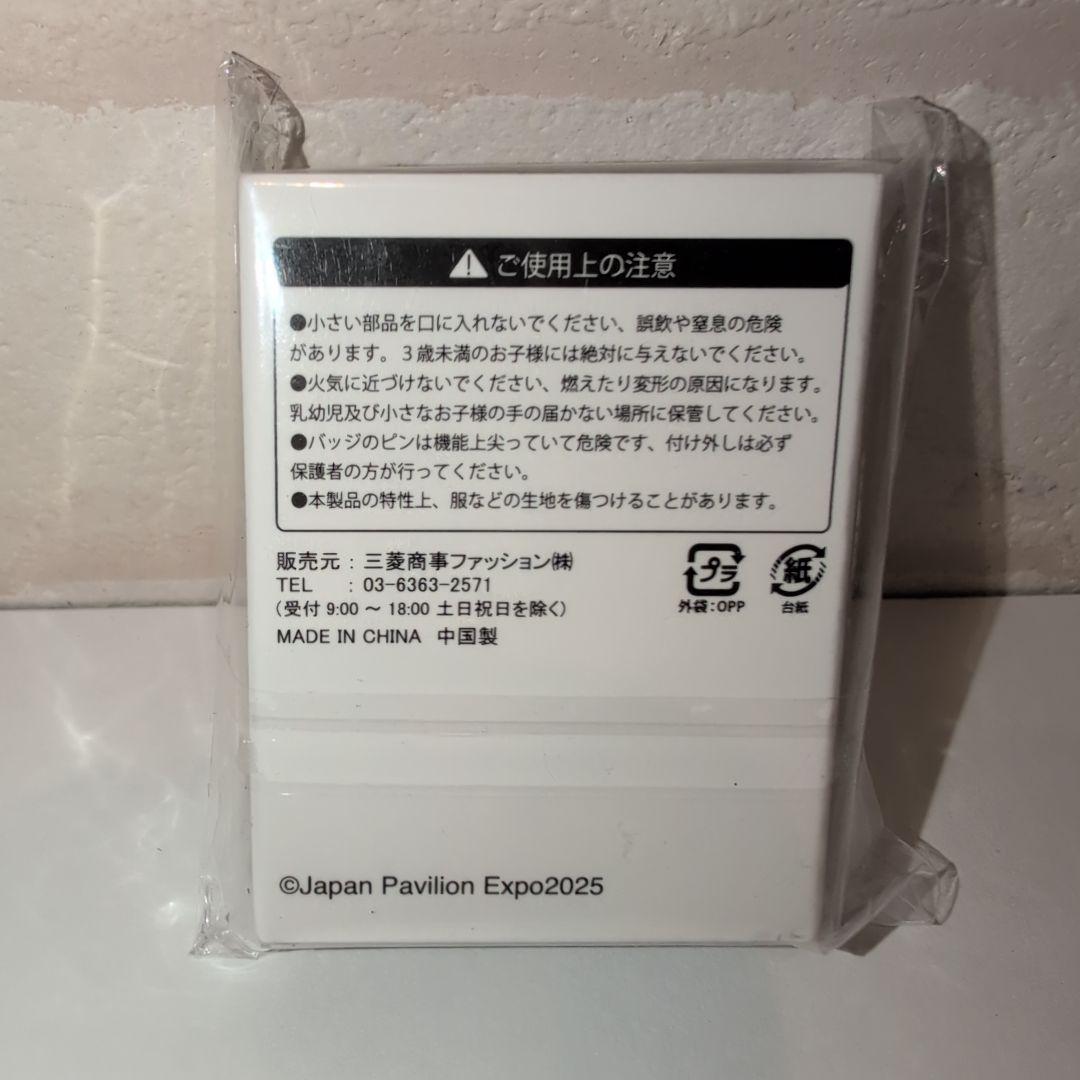 ⚠ ご使用上の注意
●小さい部品を口に入れないでください、誤飲や窒息の危険
があります。３歳未満のお子様には絶対に与えないでください。
●火気に近づけないでください、燃えたり変形の原因になります。
乳幼児及び小さなお子様の手の届かない場所に保管してください。
●バッジのピンは機能上尖っていて危険です、付け外しは必ず
保護者の方が行ってください。
●本製品の特性上、服などの生地を傷つけることがあります。
販売元：三菱商事ファッション㈱
TEL ：03-6363-2571
（受付 9:00 ～ 18:00 土日祝日を除く）
MADE IN CHINA 中国製
プラ
外袋：OPP
紙
台紙
©Japan Pavilion Expo2025